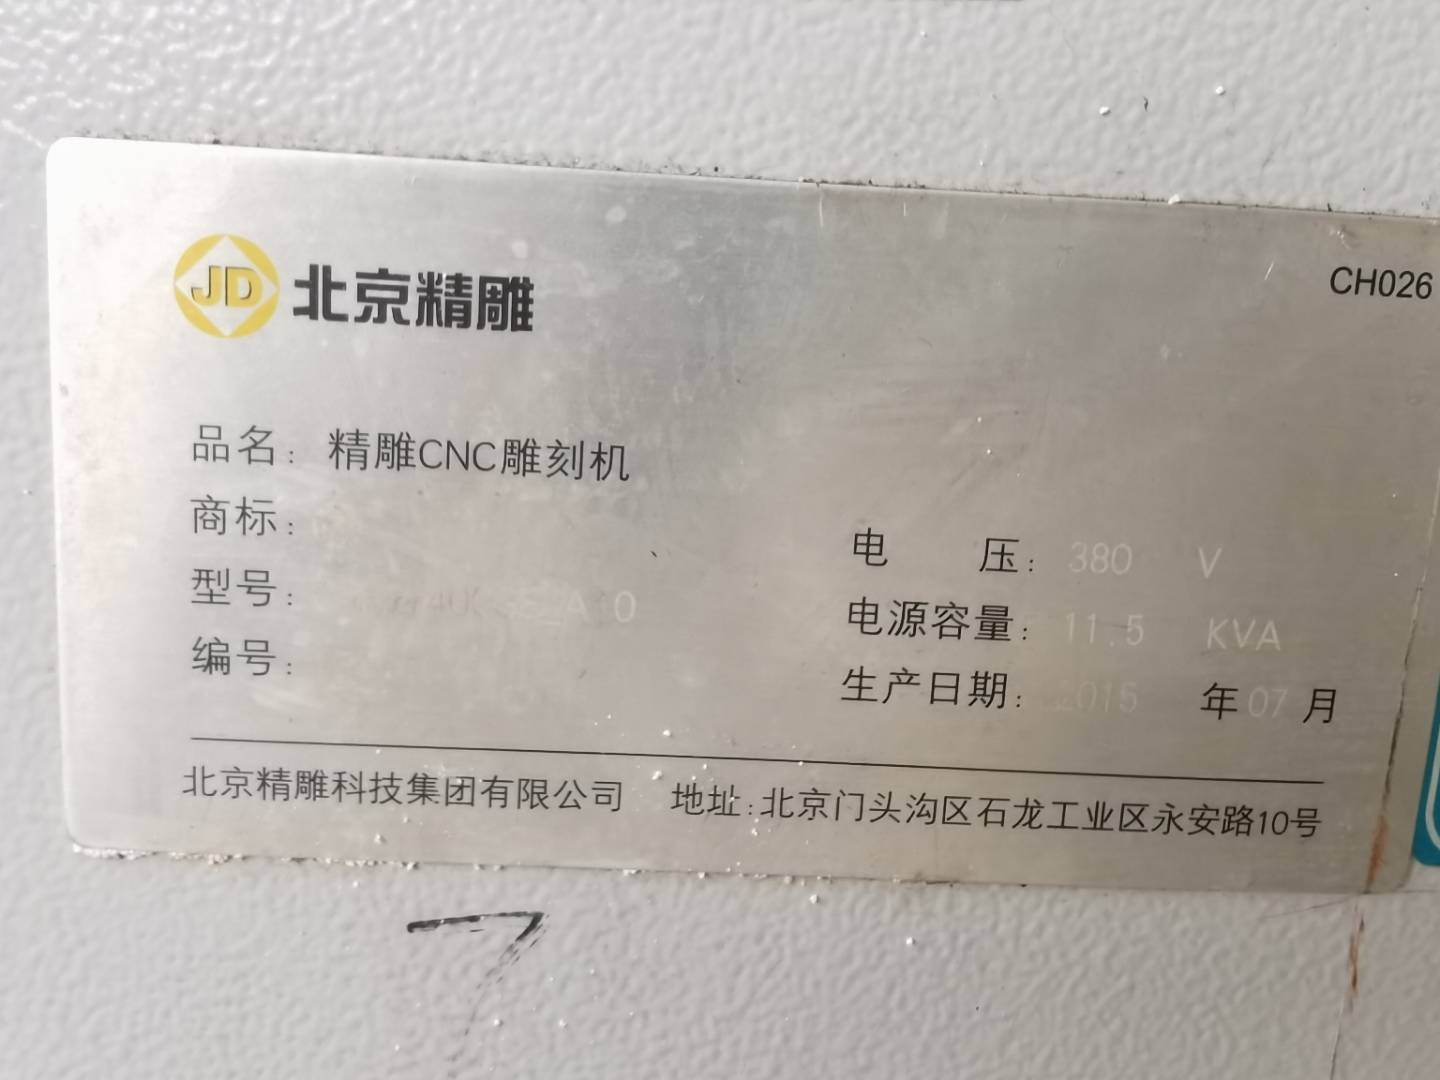 JD 北京精雕
CH026
品名：精雕CNC雕刻机
商标：
电 压：380 V
型号：
电源容量：11.5 KVA
编号：
生产日期：2015 年07月
北京精雕科技集团有限公司 地址：北京门头沟区石龙工业区永安路10号